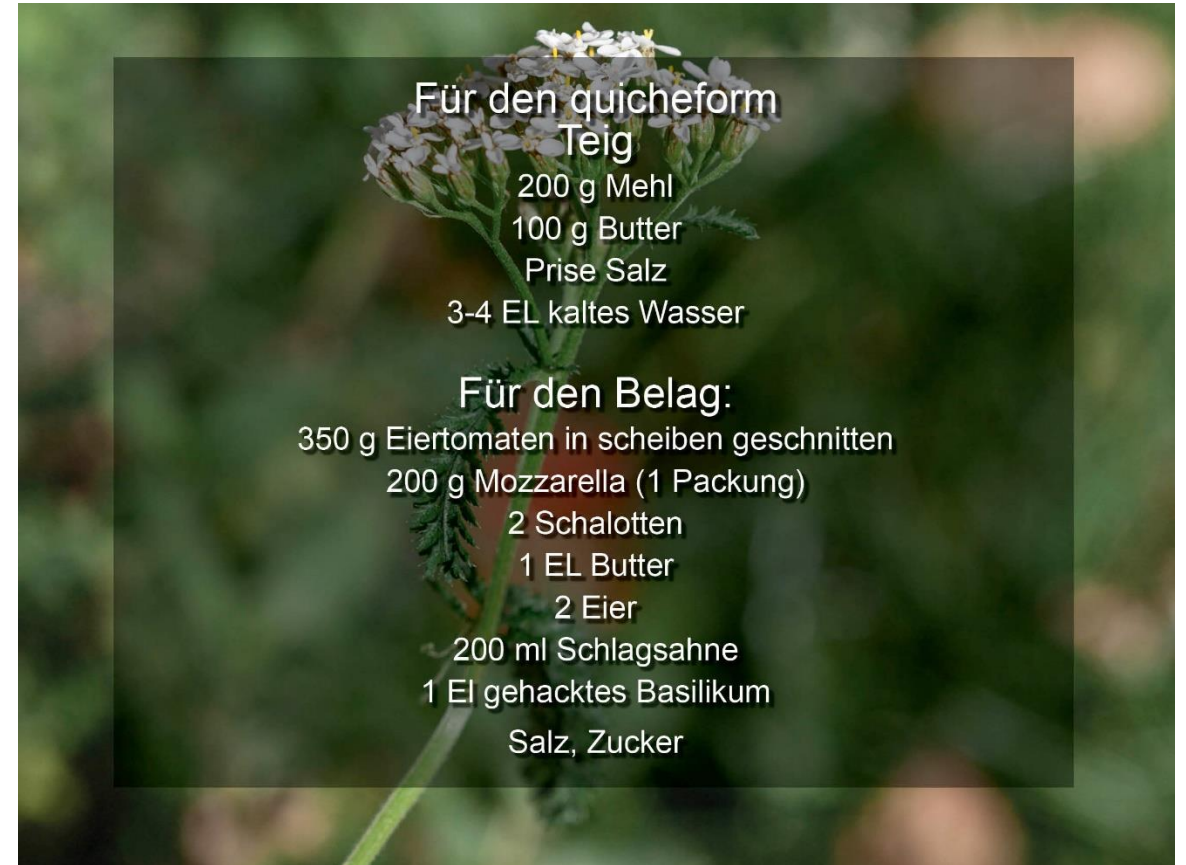 Für den quicheform
Teig
200 g Mehl
100 g Butter
Prise Salz
3-4 EL kaltes Wasser
Für den Belag:
350 g Eiertomaten in scheiben geschnitten
200 g Mozzarella (1 Packung)
2 Schalotten
1 EL Butter
2 Eier
200 ml Schlagsahne
1 El gehacktes Basilikum
Salz, Zucker